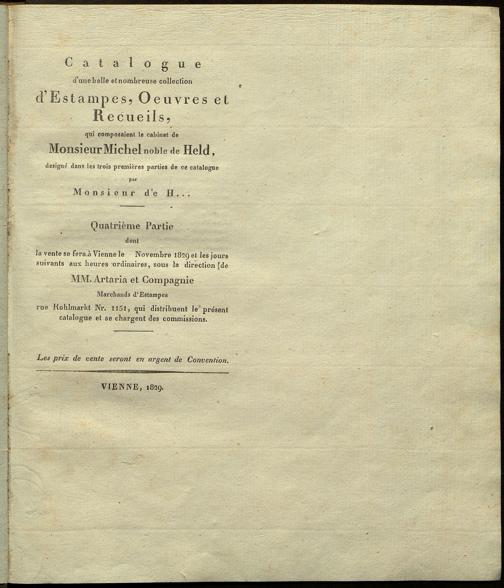 Catalogue
d'une belle et nombreuse collection
d'Estampes, Oeuvres et
Recueils,
qui composaient le cabinet de
Monsieur Michel noble de Held,
designé dans les trois premières parties de ce catalogue
par
Monsieur d'e H...
Quatrième Partie
dont
la vente se fera à Vienne le Novembre 1829 et les jours
suivants aux heures ordinaires, sous la direction [de
MM. Artaria et Compagnie
Marchands d'Estampes
rue Kohlmarkt Nr. 1151, qui distribuent le présent
catalogue et se chargent des commissions.
Les prix de vente seront en argent de Convention.
VIENNE, 1829.